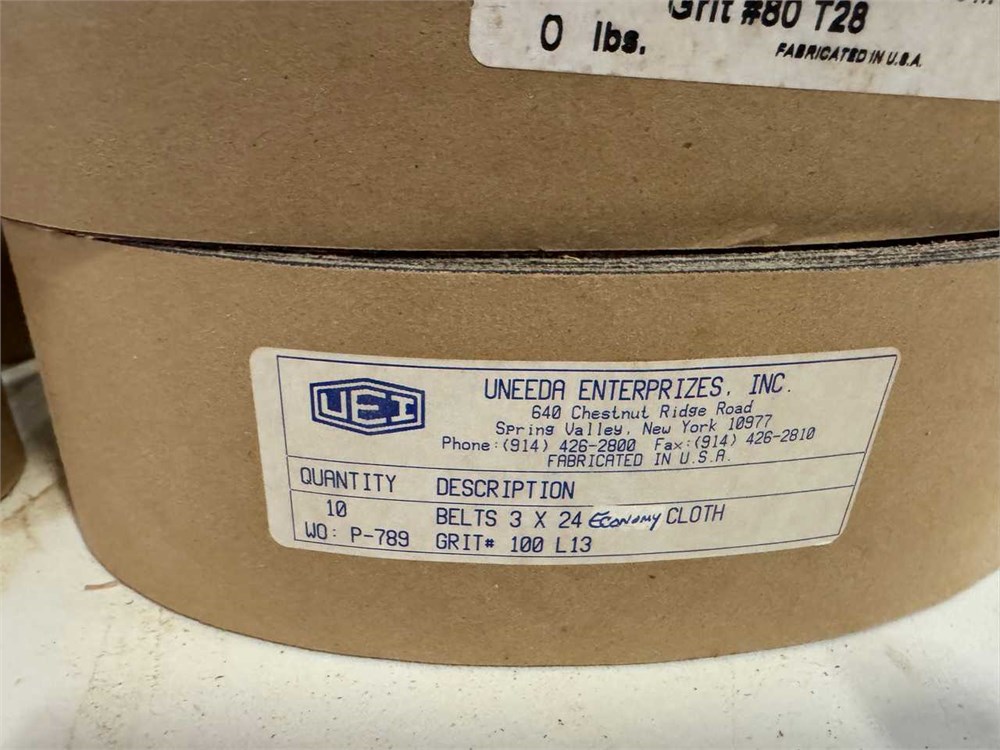 Grit #80 T28
0 lbs.
FABRICATED IN U.S.A.
UEI
UNEEDA ENTERPRIZES, INC.
640 Chestnut Ridge Road
Spring Valley, New York 10977
Phone:(914) 426-2800 Fax:(914) 426-2810
FABRICATED IN U.S.A.
QUANTITY DESCRIPTION
10 BELTS 3 X 24 Economy CLOTH
WO: P-789 GRIT# 100 L13